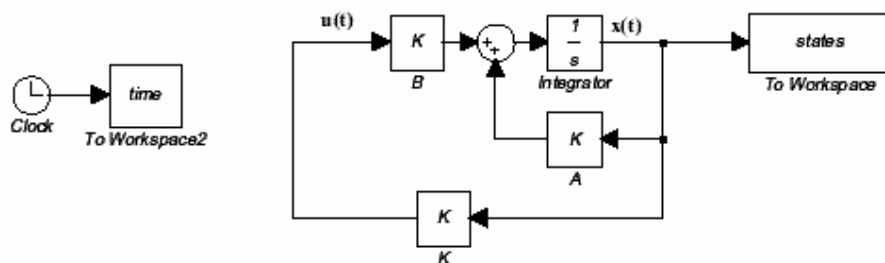 u(t)
K
B
+
+
1
s
Integrator
x(t)
states
To Workspace
Clock
time
To Workspace2
K
A
K
K